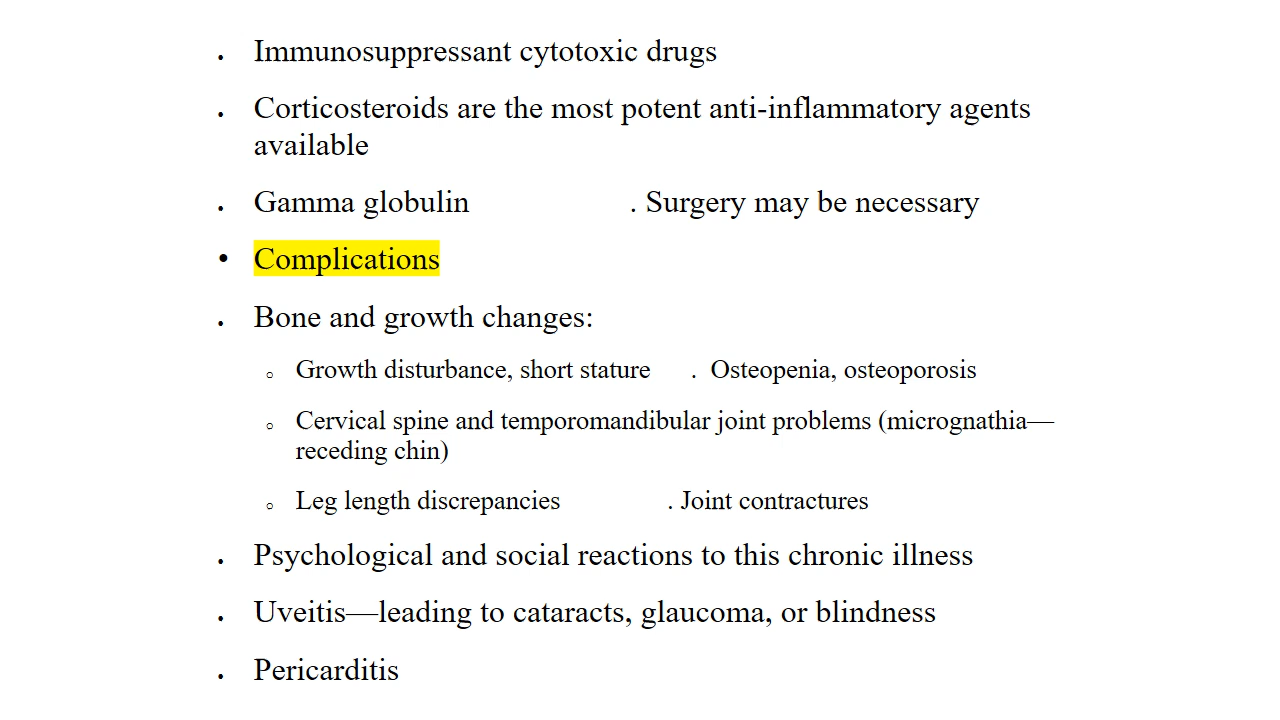 • Immunosuppressant cytotoxic drugs
• Corticosteroids are the most potent anti-inflammatory agents
available
• Gamma globulin . Surgery may be necessary
• Complications
• Bone and growth changes:
○ Growth disturbance, short stature . Osteopenia, osteoporosis
○ Cervical spine and temporomandibular joint problems (micrognathia—
receding chin)
○ Leg length discrepancies . Joint contractures
• Psychological and social reactions to this chronic illness
• Uveitis—leading to cataracts, glaucoma, or blindness
• Pericarditis